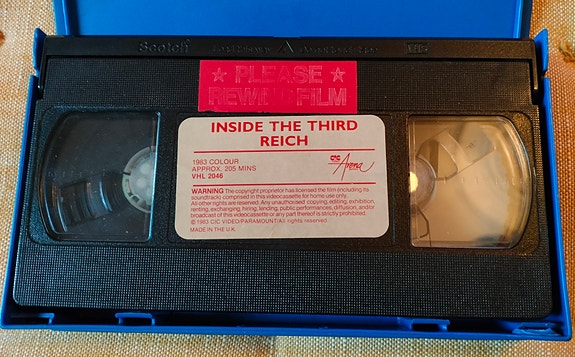 Scotch
VHS
★ PLEASE ★
REWIND FILM
INSIDE THE THIRD
REICH
1983 COLOUR
APPROX. 205 MINS
VHL 2046
CIC
Arena
WARNING The copyright proprietor has licensed the film (including its
soundtrack) comprised in this videocassette for home use only.
All other rights are reserved. Any unauthorised copying, editing, exhibition,
renting, exchanging, hiring, lending, public performances, diffusion, and/or
broadcast of this videocassette or any part thereof is strictly prohibited.
© 1983 CIC VIDEO/PARAMOUNT/All rights reserved.
MADE IN THE U.K.